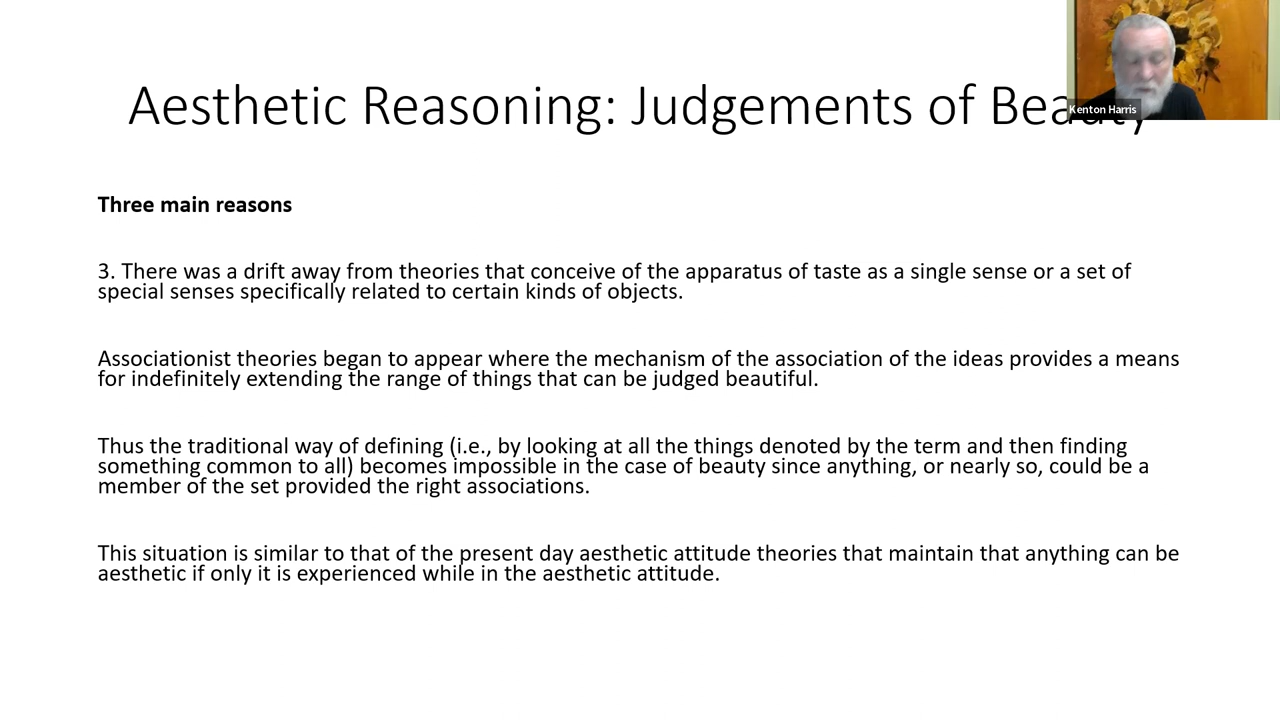 Aesthetic Reasoning: Judgements of Beauty
Kenton Harris
Three main reasons
3. There was a drift away from theories that conceive of the apparatus of taste as a single sense or a set of
special senses specifically related to certain kinds of objects.
Associationist theories began to appear where the mechanism of the association of the ideas provides a means
for indefinitely extending the range of things that can be judged beautiful.
Thus the traditional way of defining (i.e., by looking at all the things denoted by the term and then finding
something common to all) becomes impossible in the case of beauty since anything, or nearly so, could be a
member of the set provided the right associations.
This situation is similar to that of the present day aesthetic attitude theories that maintain that anything can be
aesthetic if only it is experienced while in the aesthetic attitude.